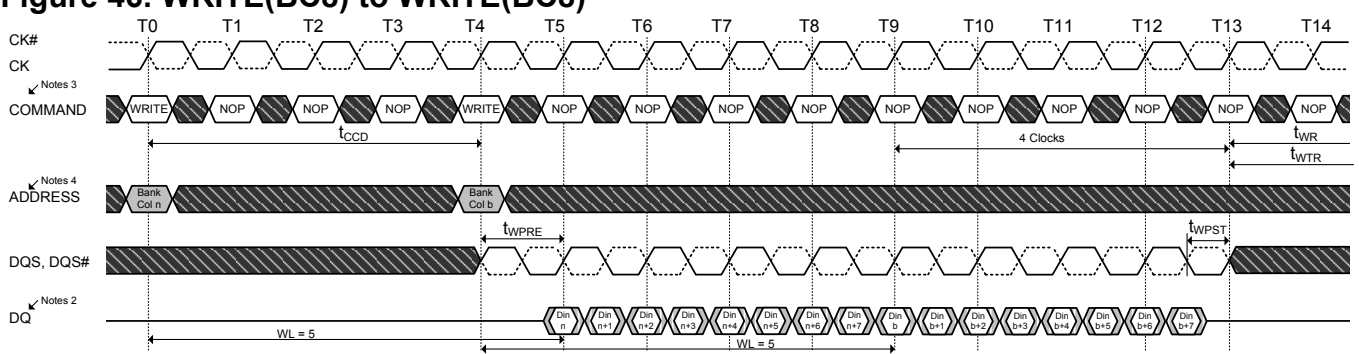 Figure 46. WRITE(BC8) to WRITE(BC8)
T0 T1 T2 T3 T4 T5 T6 T7 T8 T9 T10 T11 T12 T13 T14
CK#
CK
Notes 3
COMMAND WRITE NOP NOP NOP WRITE NOP NOP NOP NOP NOP NOP NOP NOP NOP NOP
tCCD 4 Clocks tWR
tWTR
Notes 4
ADDRESS Bank Col n Bank Col b
tWPRE tWPST
DQS, DQS#
Notes 2
DQ Din n Din n+1 Din n+2 Din n+3 Din n+4 Din n+5 Din n+6 Din n+7 Din b Din b+1 Din b+2 Din b+3 Din b+4 Din b+5 Din b+6 Din b+7
WL = 5
WL = 5